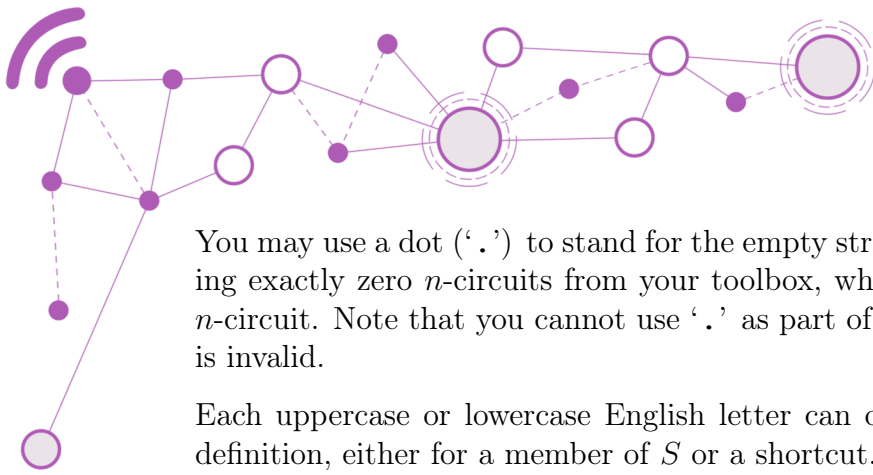 You may use a dot (‘.’) to stand for the empty
ing exactly zero n-circuits from your toolbox,
n-circuit. Note that you cannot use ‘.’ as part of
is invalid.
Each uppercase or lowercase English letter can
definition, either for a member of S or a shortcut.